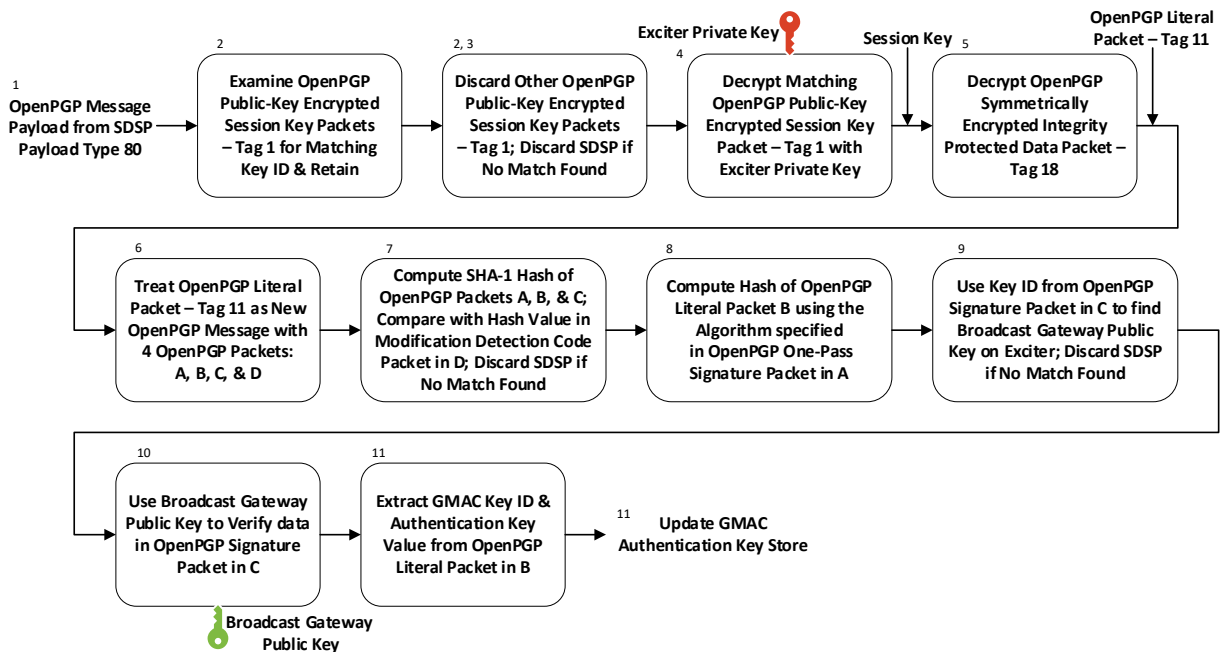 1
OpenPGP Message
Payload from SDSP
Payload Type 80
2
Examine OpenPGP
Public-Key Encrypted
Session Key Packets
– Tag 1 for Matching
Key ID & Retain
2, 3
Discard Other OpenPGP
Public-Key Encrypted
Session Key Packets
– Tag 1; Discard SDSP if
No Match Found
Exciter Private Key
4
Decrypt Matching
OpenPGP Public-Key
Encrypted Session Key
Packet – Tag 1 with
Exciter Private Key
Session Key
5
Decrypt OpenPGP
Symmetrically
Encrypted Integrity
Protected Data Packet –
Tag 18
OpenPGP Literal
Packet – Tag 11
6
Treat OpenPGP Literal
Packet – Tag 11 as New
OpenPGP Message with
4 OpenPGP Packets:
A, B, C, & D
7
Compute SHA-1 Hash of
OpenPGP Packets A, B, & C;
Compare with Hash Value in
Modification Detection Code
Packet in D; Discard SDSP if
No Match Found
8
Compute Hash of OpenPGP
Literal Packet B using the
Algorithm specified
in OpenPGP One-Pass
Signature Packet in A
9
Use Key ID from OpenPGP
Signature Packet in C to find
Broadcast Gateway Public
Key on Exciter; Discard SDSP
if No Match Found
10
Use Broadcast Gateway
Public Key to Verify data
in OpenPGP Signature
Packet in C
Broadcast Gateway
Public Key
11
Extract GMAC Key ID &
Authentication Key
Value from OpenPGP
Literal Packet in B
11
Update GMAC
Authentication Key Store